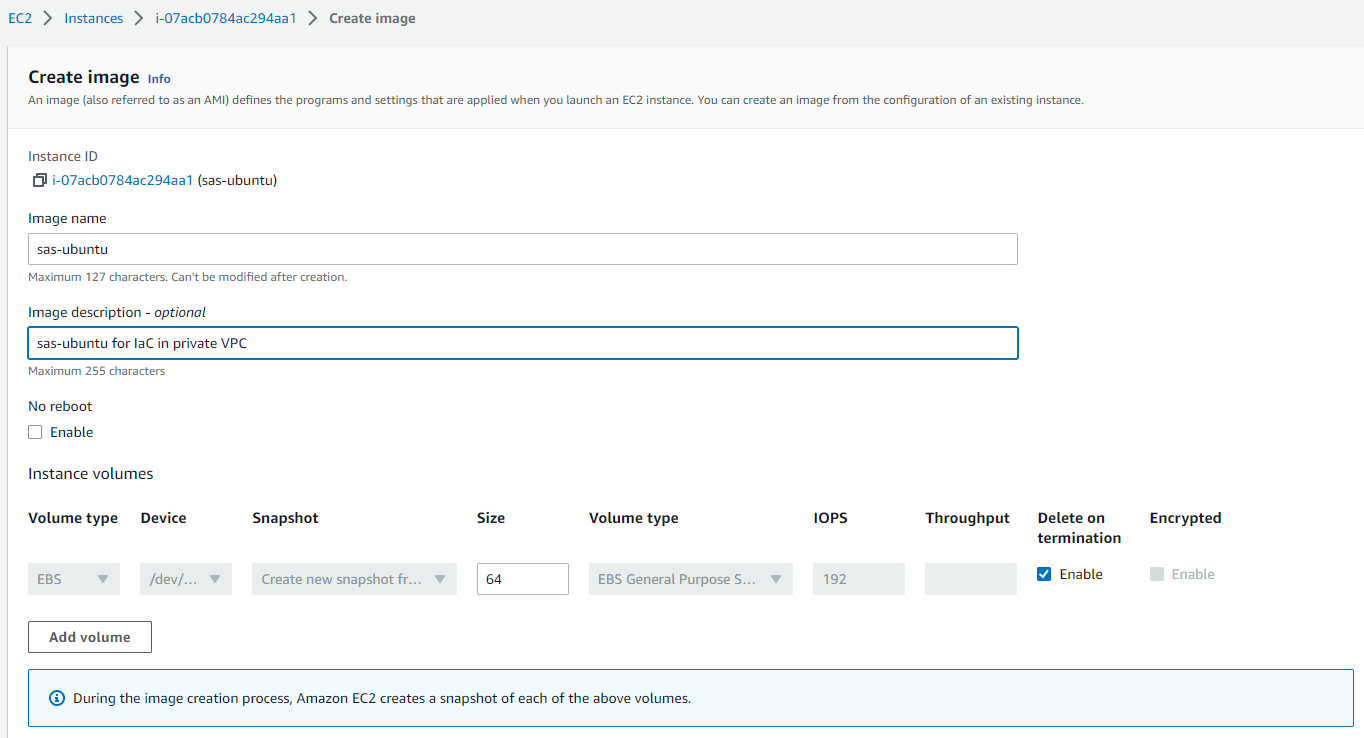 EC2 > Instances > i-07acb0784ac294aa1 > Create image
Create image Info
An image (also referred to as an AMI) defines the programs and settings that are applied when you launch an EC2 instance. You can create an image from the configuration of an existing instance.
Instance ID
i-07acb0784ac294aa1 (sas-ubuntu)
Image name
sas-ubuntu
Maximum 127 characters. Can't be modified after creation.
Image description - optional
sas-ubuntu for IaC in private VPC
Maximum 255 characters
No reboot
Enable
Instance volumes
Volume type Device Snapshot Size Volume type IOPS Throughput Delete on termination Encrypted
EBS /dev/... Create new snapshot fr... 64 EBS General Purpose S... 192 Enable Enable
Add volume
During the image creation process, Amazon EC2 creates a snapshot of each of the above volumes.